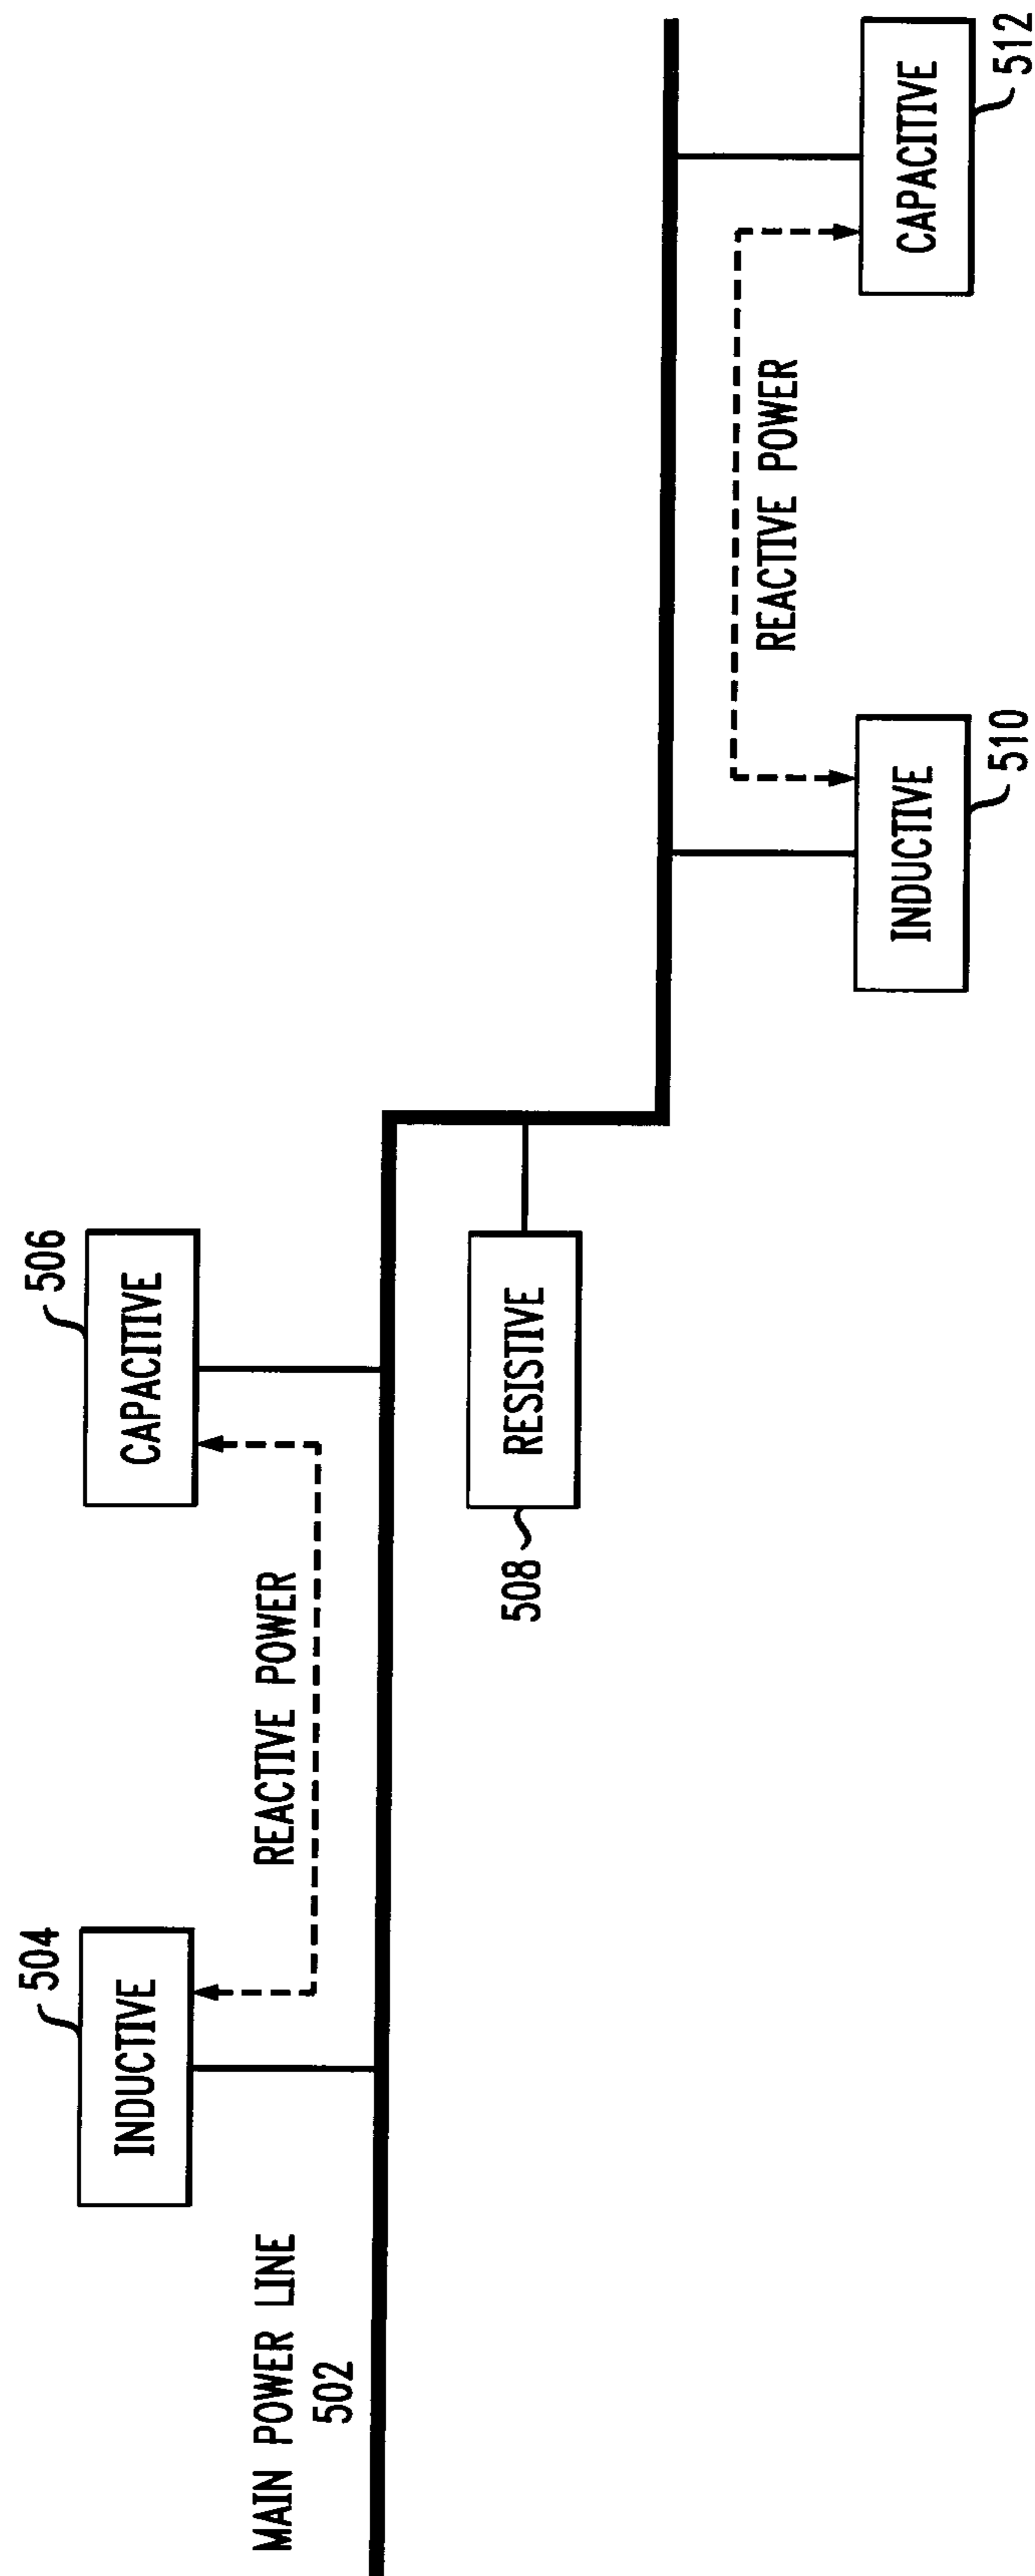 MAIN POWER LINE
502
504
INDUCTIVE
REACTIVE POWER
506
CAPACITIVE
508
RESISTIVE
510
INDUCTIVE
REACTIVE POWER
512
CAPACITIVE